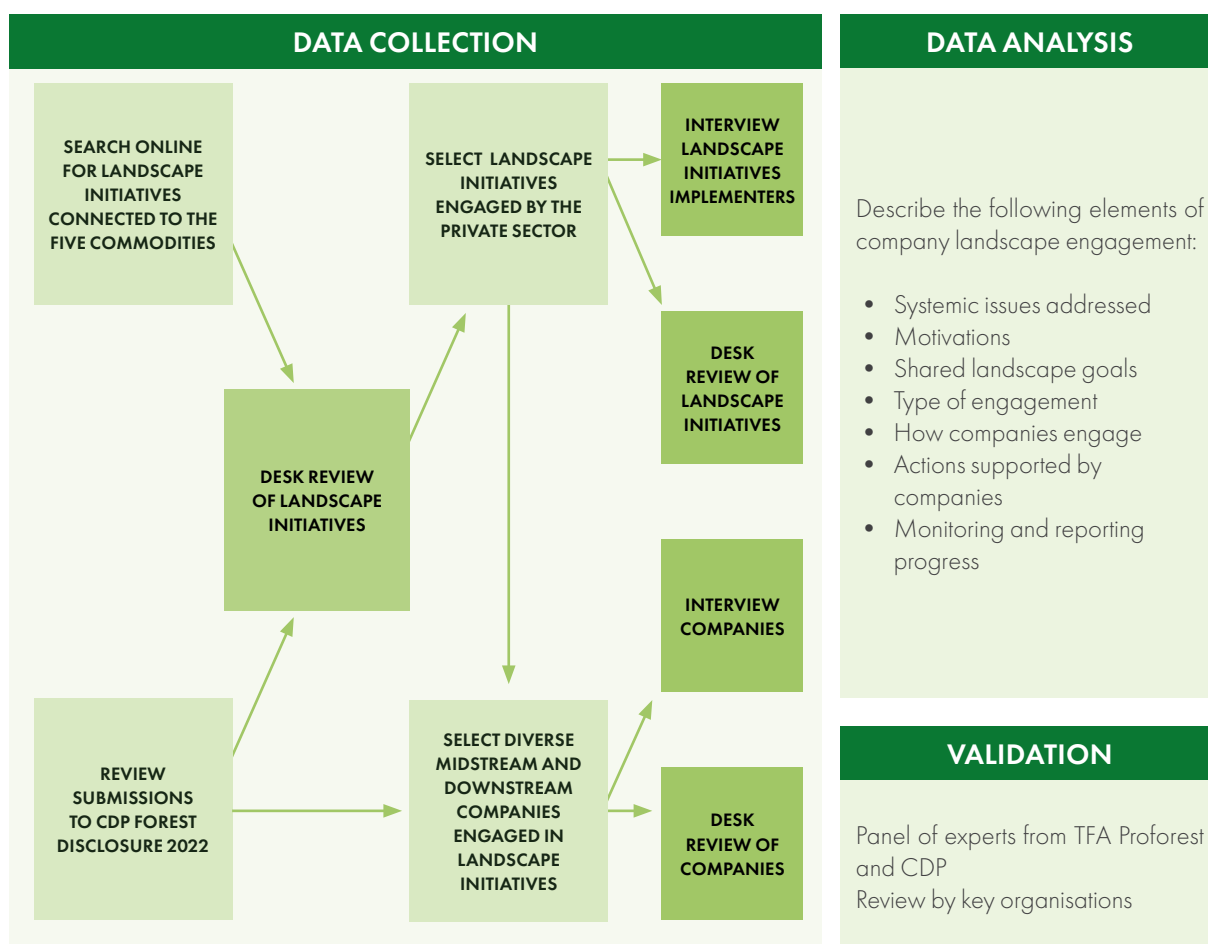 DATA COLLECTION
SEARCH ONLINE
FOR LANDSCAPE
INITIATIVES
CONNECTED TO THE
FIVE COMMODITIES
SELECT LANDSCAPE
INITIATIVES
ENGAGED BY THE
PRIVATE SECTOR
INTERVIEW
LANDSCAPE
INITIATIVES
IMPLEMENTERS
DESK
REVIEW OF
LANDSCAPE
INITIATIVES
DESK REVIEW
OF LANDSCAPE
INITIATIVES
INTERVIEW
COMPANIES
REVIEW
SUBMISSIONS
TO CDP FOREST
DISCLOSURE 2022
SELECT DIVERSE
MIDSTREAM AND
DOWNSTREAM
COMPANIES
ENGAGED IN
LANDSCAPE
INITIATIVES
DESK
REVIEW OF
COMPANIES
DATA ANALYSIS
Describe the following elements of
company landscape engagement:
• Systemic issues addressed
• Motivations
• Shared landscape goals
• Type of engagement
• How companies engage
• Actions supported by
companies
• Monitoring and reporting
progress
VALIDATION
Panel of experts from TFA Proforest
and CDP
Review by key organisations